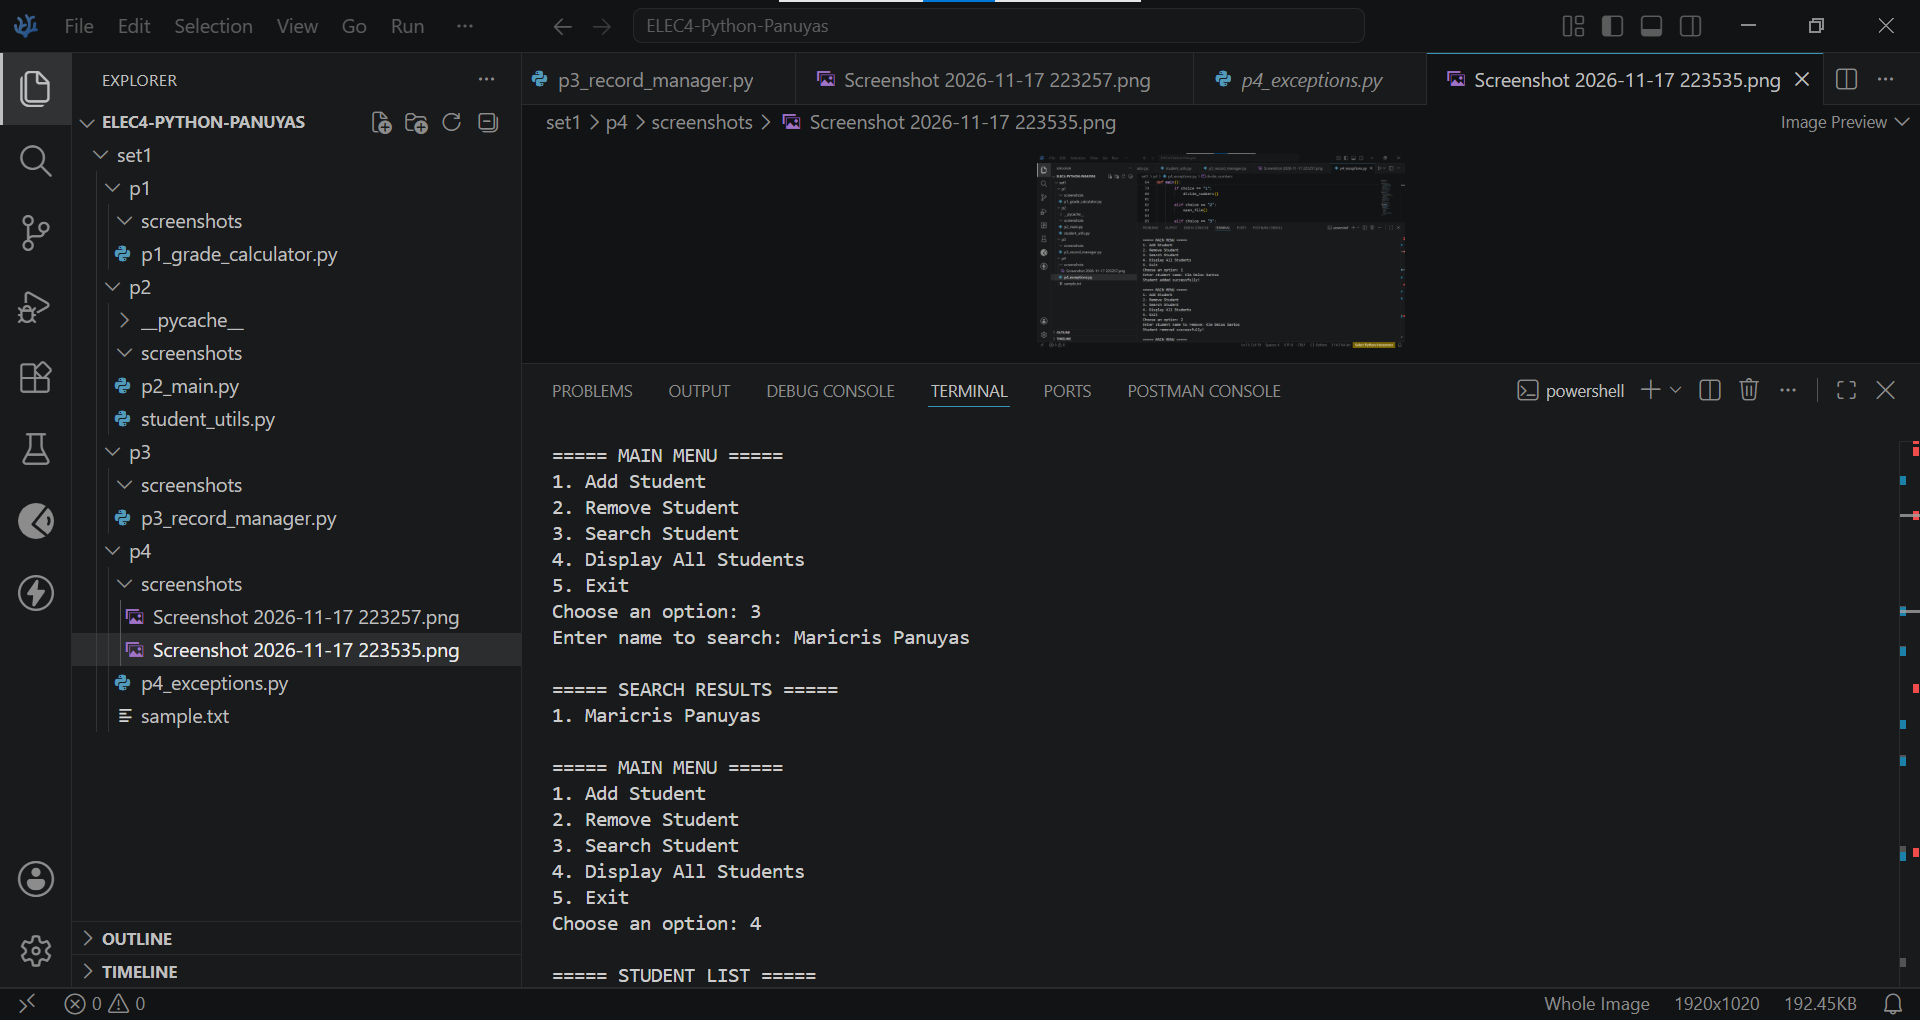 File Edit Selection View Go Run ELEC4-Python-Panuyas
EXPLORER
ELEC4-PYTHON-PANUYAS
set1
p1
screenshots
p1_grade_calculator.py
p2
__pycache__
screenshots
p2_main.py
student_utils.py
p3
screenshots
p3_record_manager.py
p4
screenshots
Screenshot 2026-11-17 223257.png
Screenshot 2026-11-17 223535.png
p4_exceptions.py
sample.txt
OUTLINE
TIMELINE
p3_record_manager.py Screenshot 2026-11-17 223257.png p4_exceptions.py Screenshot 2026-11-17 223535.png
set1 > p4 > screenshots > Screenshot 2026-11-17 223535.png Image Preview
PROBLEMS OUTPUT DEBUG CONSOLE TERMINAL PORTS POSTMAN CONSOLE powershell
===== MAIN MENU =====
1. Add Student
2. Remove Student
3. Search Student
4. Display All Students
5. Exit
Choose an option: 3
Enter name to search: Maricris Panuyas
===== SEARCH RESULTS =====
1. Maricris Panuyas
===== MAIN MENU =====
1. Add Student
2. Remove Student
3. Search Student
4. Display All Students
5. Exit
Choose an option: 4
===== STUDENT LIST =====
0 0 Whole Image 1920x1020 192.45KB